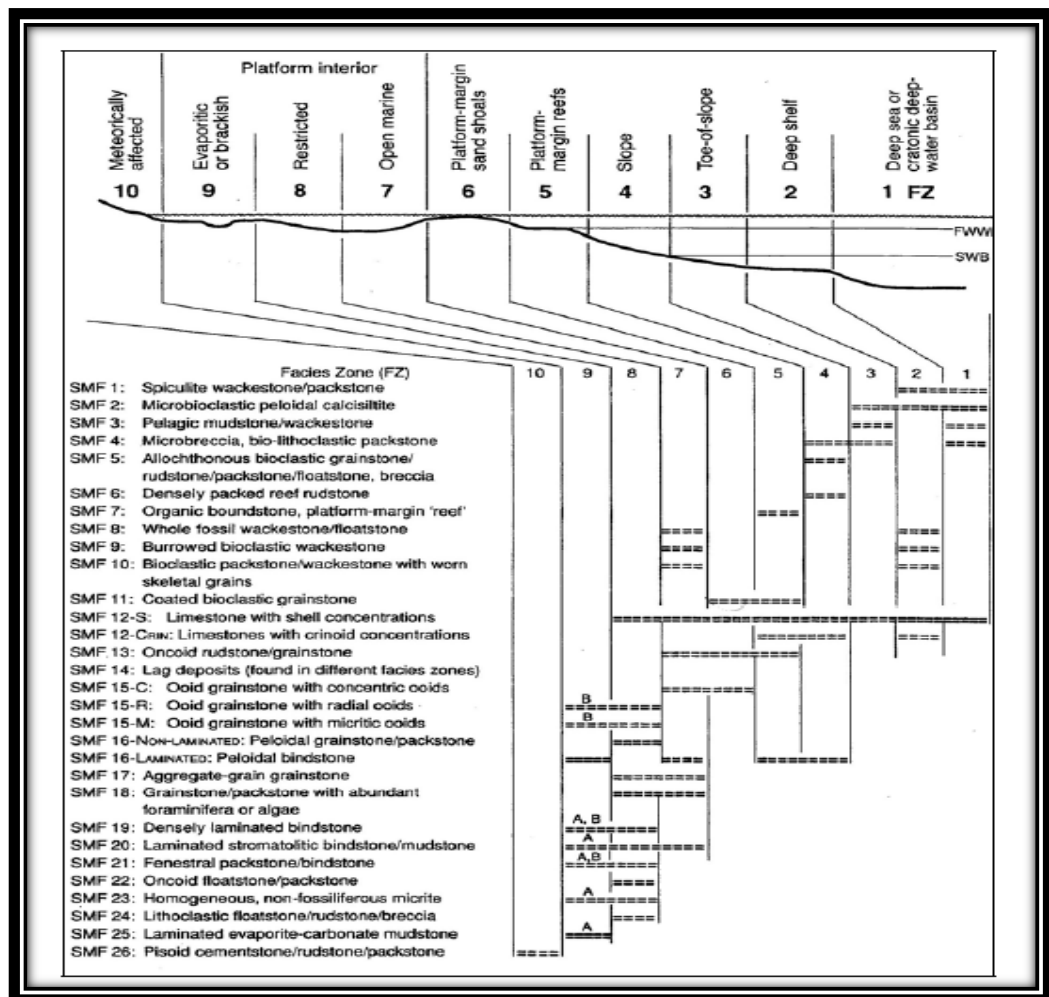 Platform interior
Meteorically
affected
Evaporitic
or brackish
Restricted
Open marine
Platform-margin
sand shoals
Platform-
margin reefs
Slope
Toe-of-slope
Deep shelf
Deep sea or
cratonic deep-
water basin
10 9 8 7 6 5 4 3 2 1 FZ
FWW
SWB
Facies Zone (FZ) 10 9 8 7 6 5 4 3 2 1
SMF 1: Spiculite wackestone/packstone
SMF 2: Microbioclastic peloidal calcisiltite
SMF 3: Pelagic mudstone/wackestone
SMF 4: Microbreccia, bio-lithoclastic packstone
SMF 5: Allochthonous bioclastic grainstone/
rudstone/packstone/floatstone, breccia
SMF 6: Densely packed reef rudstone
SMF 7: Organic boundstone, platform-margin 'reef'
SMF 8: Whole fossil wackestone/floatstone
SMF 9: Burrowed bioclastic wackestone
SMF 10: Bioclastic packstone/wackestone with worn
skeletal grains
SMF 11: Coated bioclastic grainstone
SMF 12-S: Limestone with shell concentrations
SMF 12-CRIN: Limestones with crinoid concentrations
SMF 13: Oncoid rudstone/grainstone
SMF 14: Lag deposits (found in different facies zones)
SMF 15-C: Ooid grainstone with concentric ooids
SMF 15-R: Ooid grainstone with radial ooids B
SMF 15-M: Ooid grainstone with micritic ooids B
SMF 16-NON-LAMINATED: Peloidal grainstone/packstone
SMF 16-LAMINATED: Peloidal bindstone
SMF 17: Aggregate-grain grainstone
SMF 18: Grainstone/packstone with abundant
foraminifera or algae
SMF 19: Densely laminated bindstone A, B
SMF 20: Laminated stromatolitic bindstone/mudstone A
SMF 21: Fenestral packstone/bindstone A,B
SMF 22: Oncoid floatstone/packstone
SMF 23: Homogeneous, non-fossiliferous micrite A
SMF 24: Lithoclastic floatstone/rudstone/breccia
SMF 25: Laminated evaporite-carbonate mudstone A
SMF 26: Pisoid cementstone/rudstone/packstone